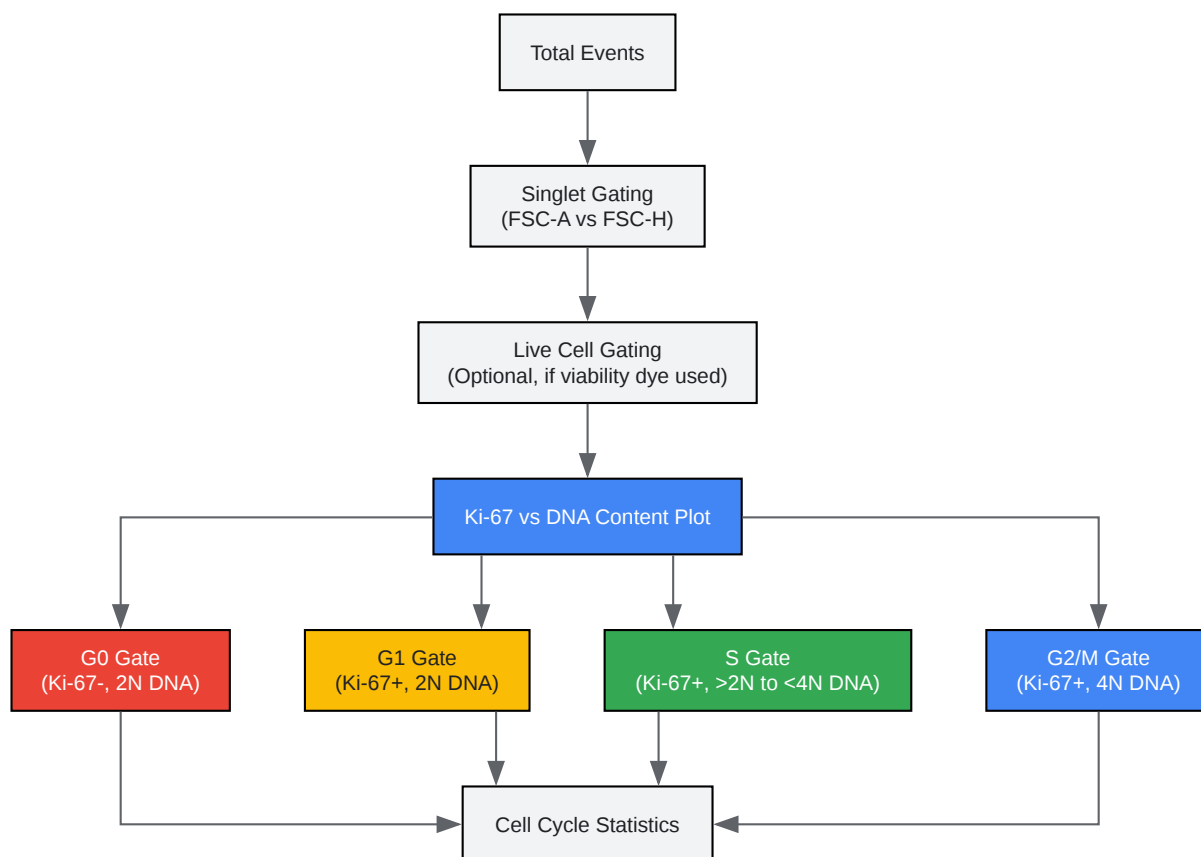 Total Events
Singlet Gating
(FSC-A vs FSC-H)
Live Cell Gating
(Optional, if viability dye used)
Ki-67 vs DNA Content Plot
G0 Gate
(Ki-67-, 2N DNA)
G1 Gate
(Ki-67+, 2N DNA)
S Gate
(Ki-67+, >2N to <4N DNA)
G2/M Gate
(Ki-67+, 4N DNA)
Cell Cycle Statistics